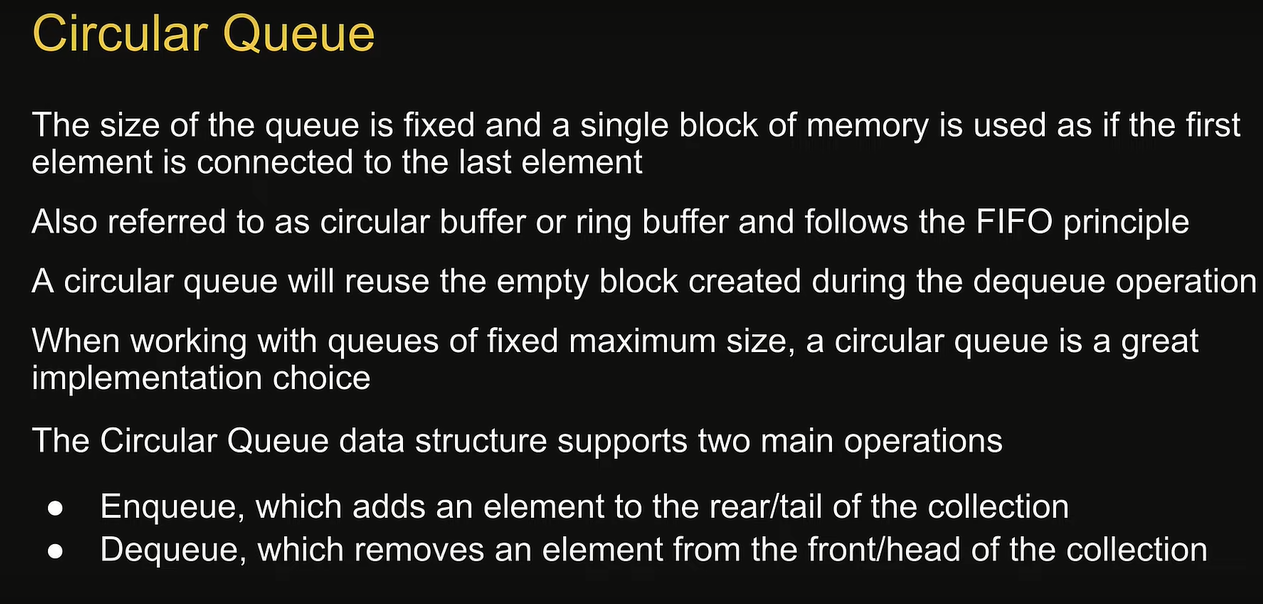 Circular Queue
The size of the queue is fixed and a single block of memory is used as if the first
element is connected to the last element
Also referred to as circular buffer or ring buffer and follows the FIFO principle
A circular queue will reuse the empty block created during the dequeue operation
When working with queues of fixed maximum size, a circular queue is a great
implementation choice
The Circular Queue data structure supports two main operations
● Enqueue, which adds an element to the rear/tail of the collection
● Dequeue, which removes an element from the front/head of the collection